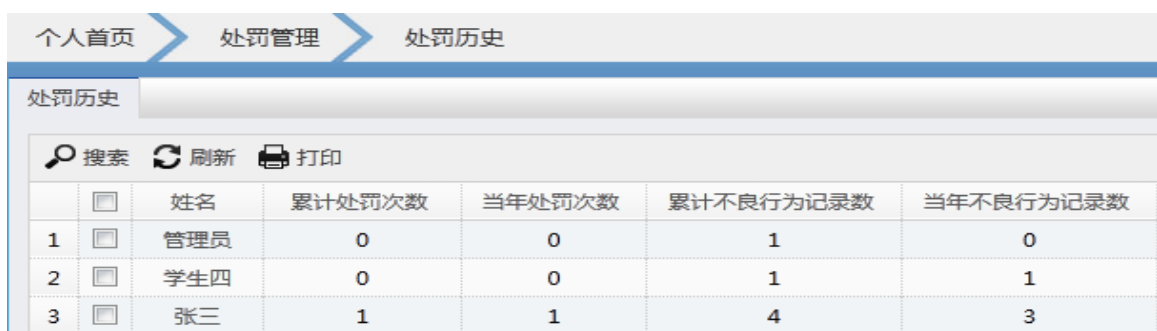 个人首页 处罚管理 处罚历史
处罚历史
搜索 刷新 打印
姓名 累计处罚次数 当年处罚次数 累计不良行为记录数 当年不良行为记录数
1 管理员 0 0 1 0
2 学生四 0 0 1 1
3 张三 1 1 4 3